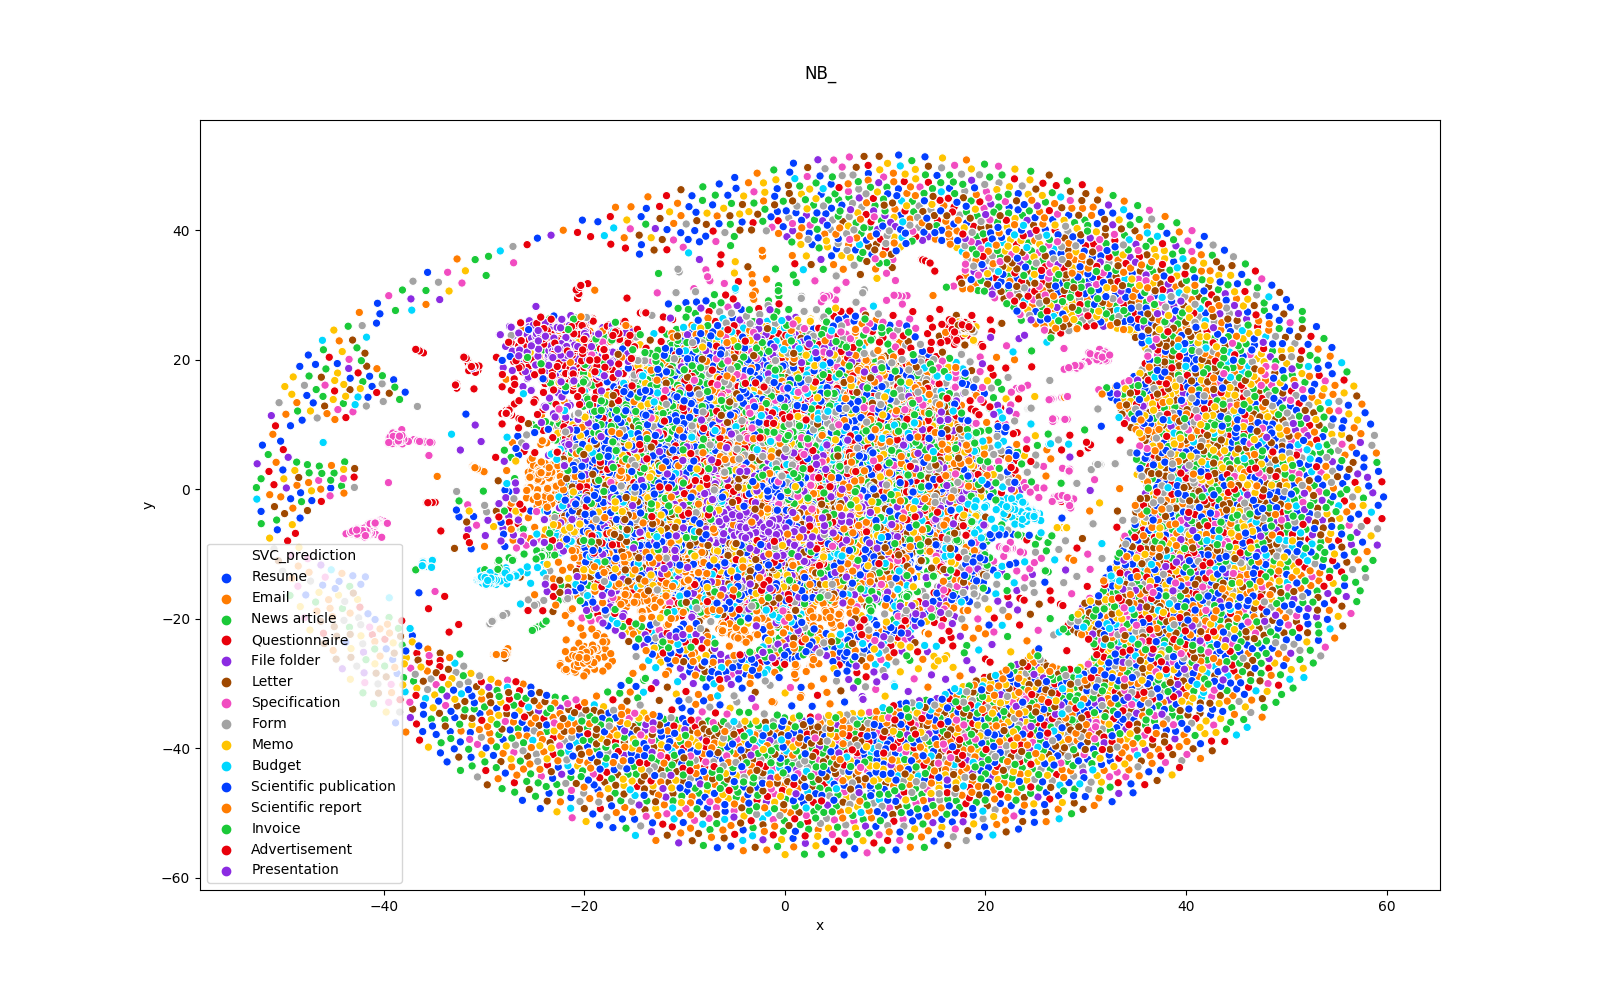 NB_
40
20
0
−20
−40
−60
y
SVC_prediction
Resume
Email
News article
Questionnaire
File folder
Letter
Specification
Form
Memo
Budget
Scientific publication
Scientific report
Invoice
Advertisement
Presentation
−40 −20 0 20 40 60
x